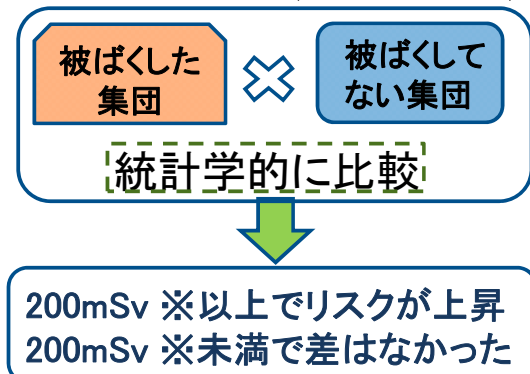 被ばくした
集団
被ばくして
ない集団
統計学的に比較
200mSv ※以上でリスクが上昇
200mSv ※未満で差はなかった